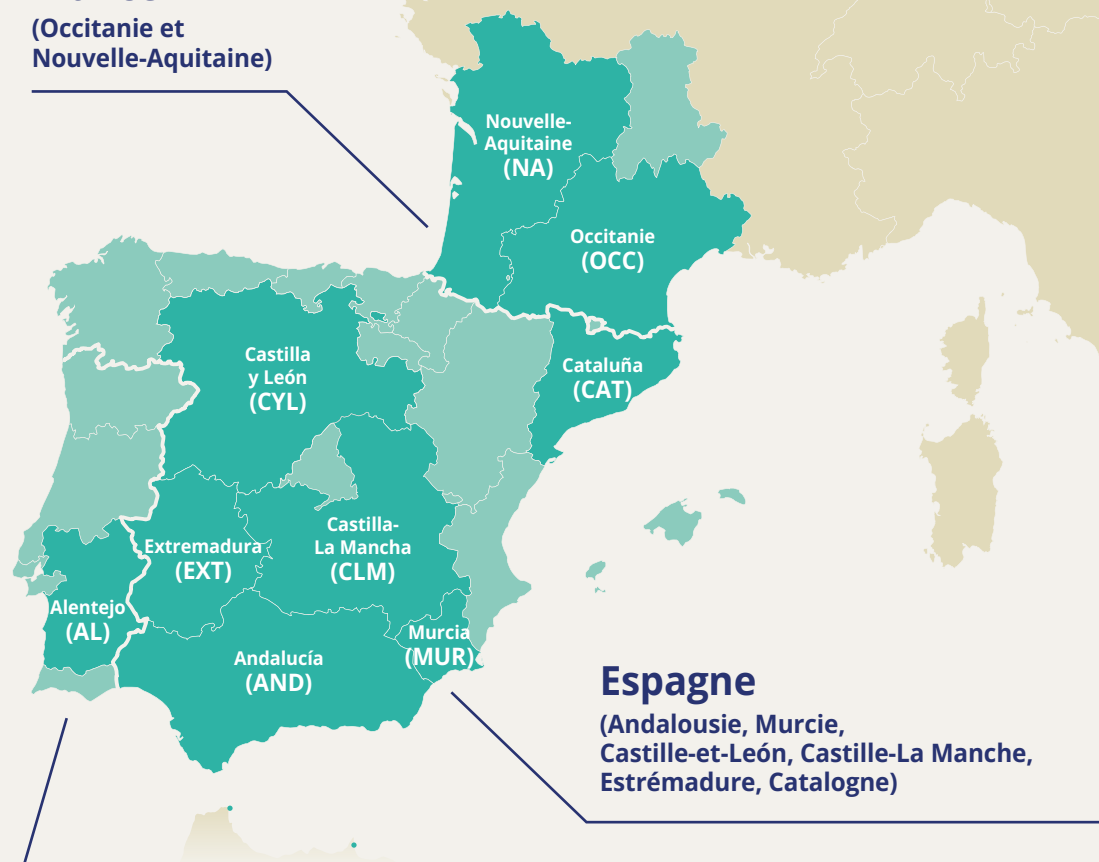 (Occitanie et
Nouvelle-Aquitaine)
Nouvelle-
Aquitaine
(NA)
Occitanie
(OCC)
Castilla
y León
(CYL)
Cataluña
(CAT)
Castilla-
La Mancha
(CLM)
Extremadura
(EXT)
Alentejo
(AL)
Murcia
(MUR)
Andalucía
(AND)
Espagne
(Andalousie, Murcie,
Castille-et-León, Castille-La Manche,
Estrémadure, Catalogne)